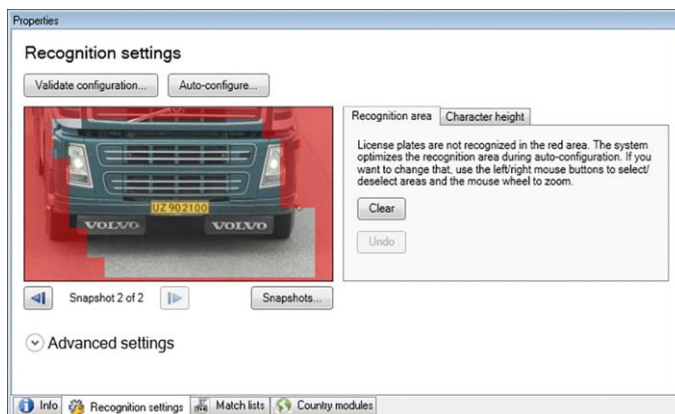 Properties
Recognition settings
Validate configuration...
Auto-configure...
Recognition area
Character height
License plates are not recognized in the red area. The system
optimizes the recognition area during auto-configuration. If you
want to change that, use the left/right mouse buttons to select/
deselect areas and the mouse wheel to zoom.
Clear
Undo
UZ 902100
VOLVO
VOLVO
Snapshot 2 of 2
Snapshots...
Advanced settings
Info
Recognition settings
Match lists
Country modules